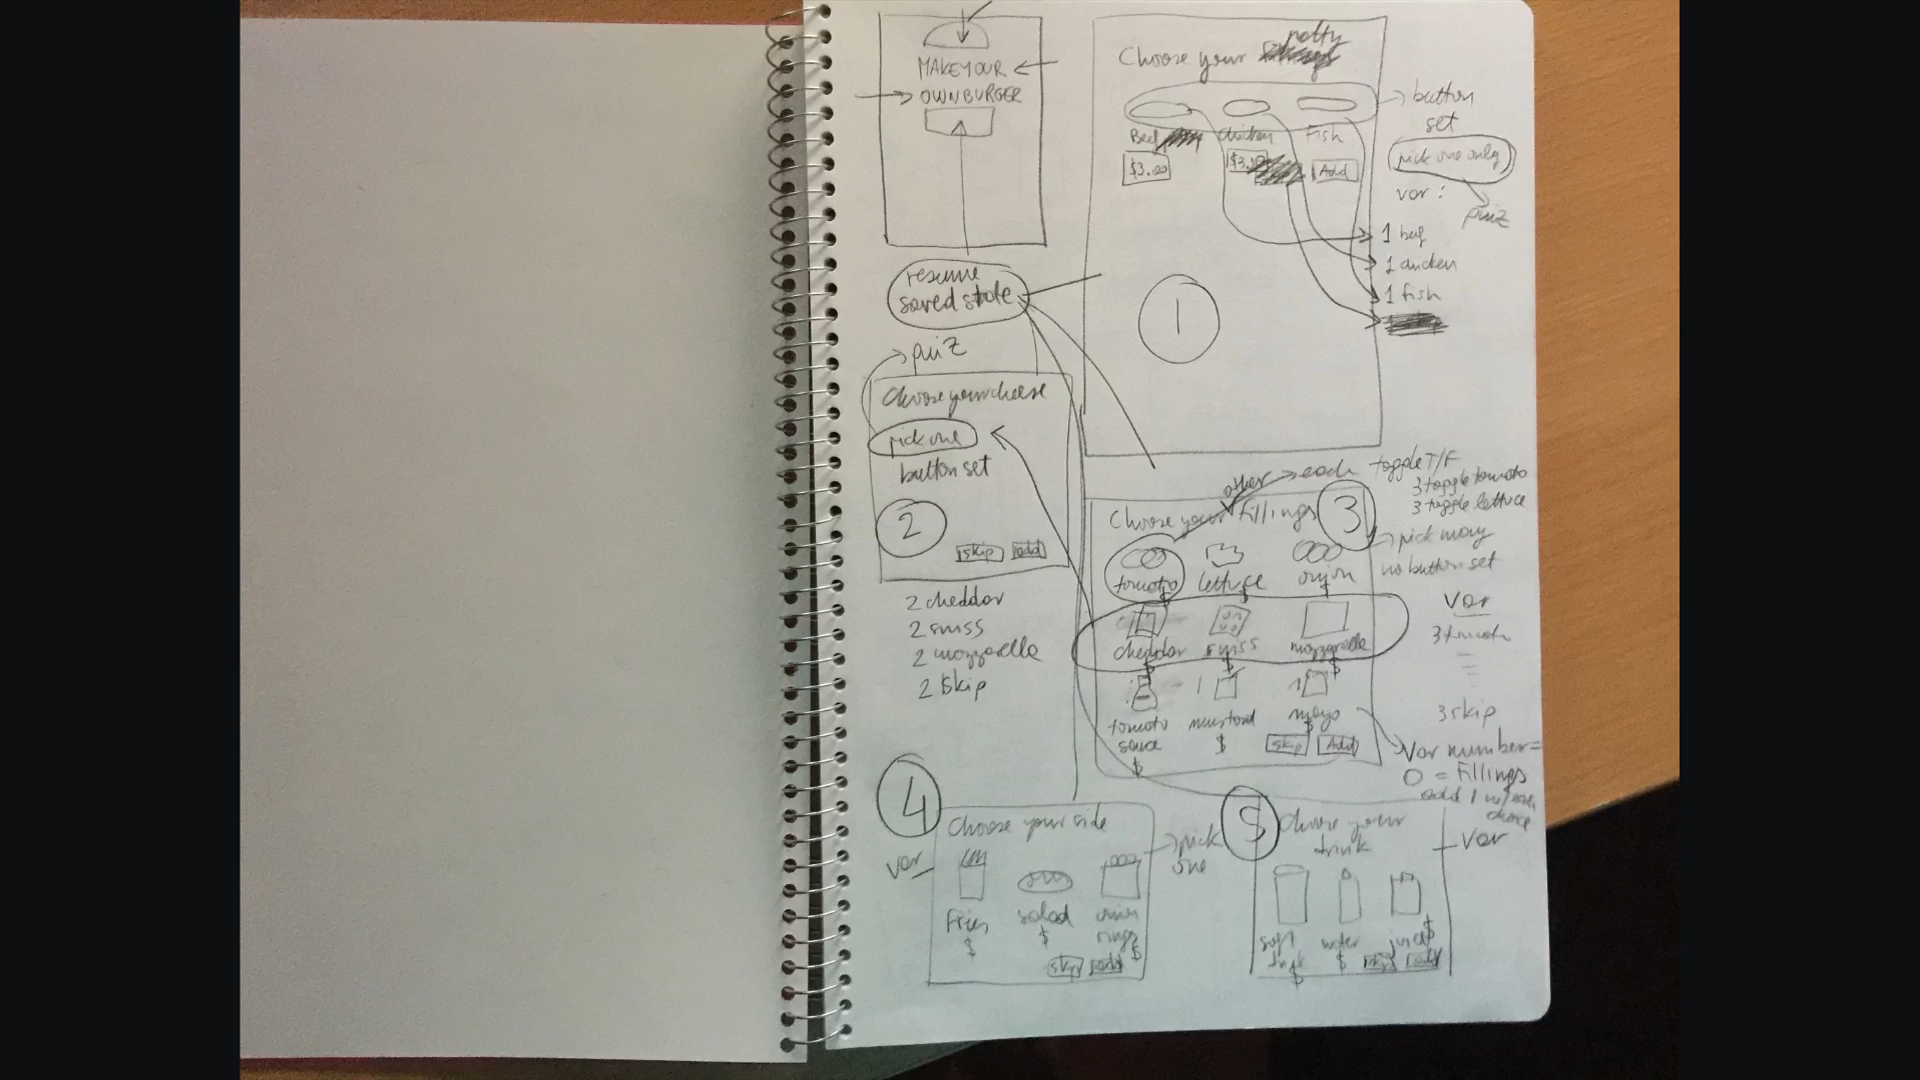 MAKE YOUR
OWN BURGER
resume
saved state
Choose your patty
Beef
chicken
Fish
$3.00
Add
button
set
pick one only
var:
quiz
1 beef
1 chicken
1 fish
1
quiz
Choose your cheese
pick one
button set
2
skip
add
2 cheddar
2 swiss
2 mozzarella
2 skip
other
each
toggle T/F
3 toggle tomato
3 toggle lettuce
Choose your fillings
3
pick many
no button set
tomato
lettuce
onion
$
$
$
cheddar
swiss
mozzarella
$
$
$
tomato
sauce
$
mustard
$
mayo
$
skip
Add
var
3 tomato
3 skip
Var number =
0 = Fillings
add 1 w/ each
choice
4
var
Choose your side
pick
one
Fries
$
salad
$
onion
rings
$
skip
add
5
Choose your
drink
var
soft
drink
$
water
$
juice
$
skip
add